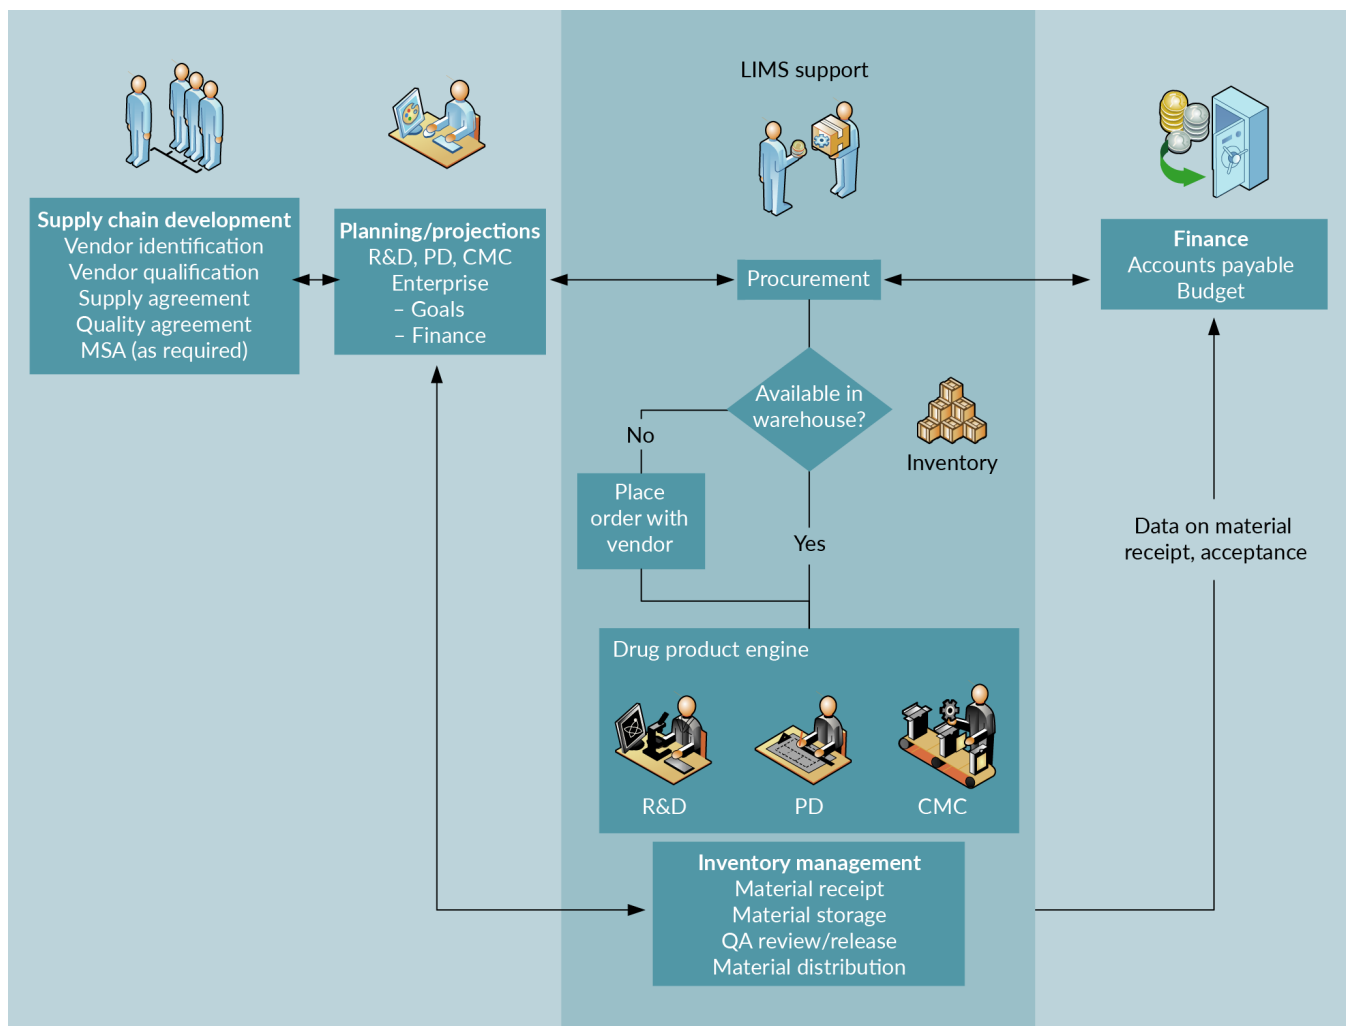 LIMS support
Supply chain development
Vendor identification
Vendor qualification
Supply agreement
Quality agreement
MSA (as required)
Planning/projections
R&D, PD, CMC
Enterprise
– Goals
– Finance
Procurement
Finance
Accounts payable
Budget
Available in
warehouse?
No
Inventory
Place
order with
vendor
Yes
Data on material
receipt, acceptance
Drug product engine
R&D
PD
CMC
Inventory management
Material receipt
Material storage
QA review/release
Material distribution